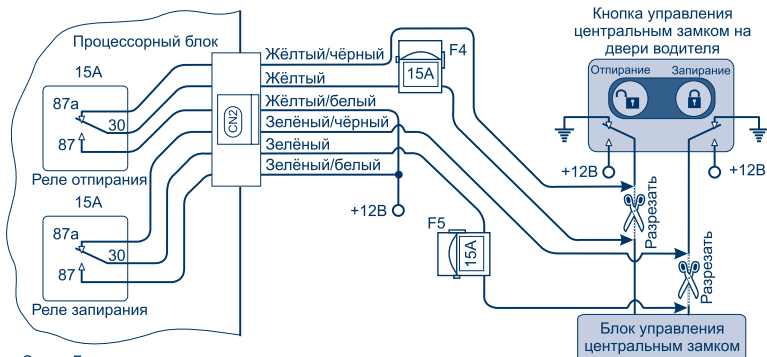 Процессорный блок
15А
87а
30
87
Реле отпирания
15А
87а
30
87
Реле запирания
CN2
Жёлтый/чёрный
Жёлтый
Жёлтый/белый
Зелёный/чёрный
Зелёный
Зелёный/белый
F4
15А
+12В
F5
15А
Кнопка управления
центральным замком на
двери водителя
Отпирание
Запирание
+12В
+12В
Разрезать
Разрезать
Блок управления
центральным замком